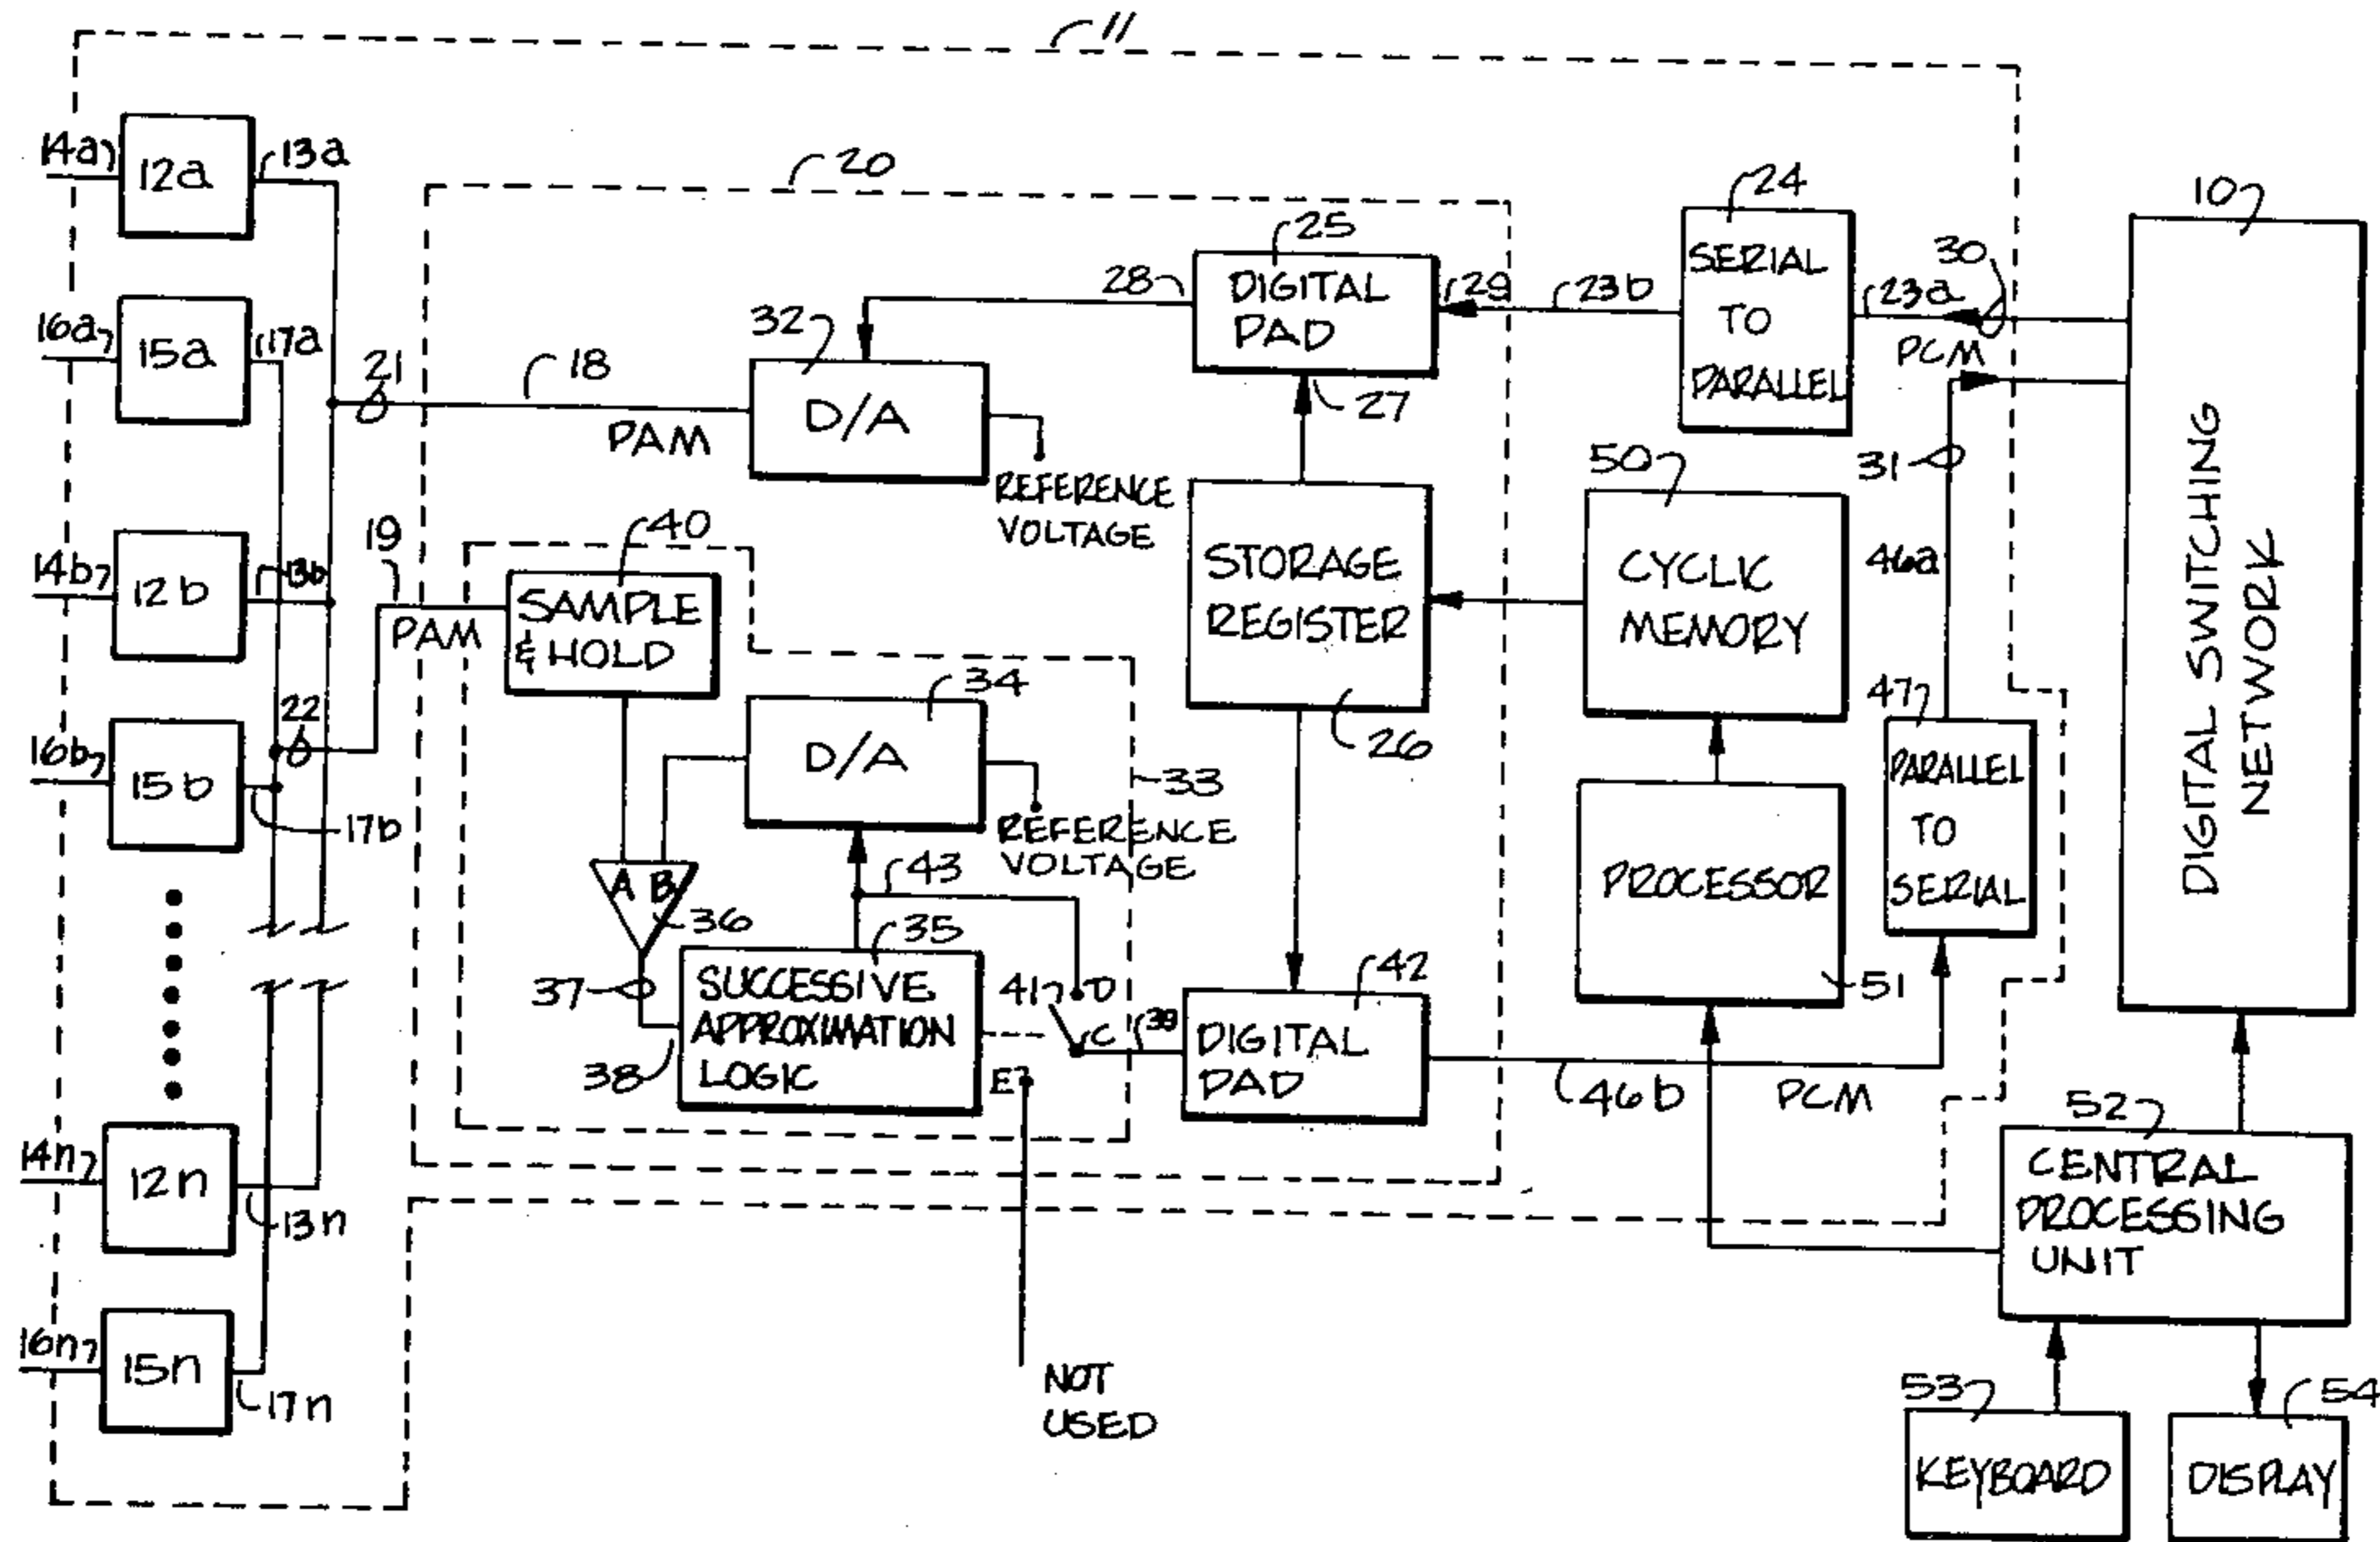 11
14a
12a
13a
20
24
10
16a
15a
17a
21
18
PAM
32
D/A
REFERENCE
VOLTAGE
28
25
DIGITAL
PAD
29
27
23b
SERIAL
TO
PARALLEL
23a
30
PCM
31
46a
DIGITAL SWITCHING
NETWORK
14b
12b
13b
19
PAM
40
SAMPLE
& HOLD
STORAGE
REGISTER
26
50
CYCLIC
MEMORY
47
PARALLEL
TO
SERIAL
16b
15b
17b
22
34
D/A
33
REFERENCE
VOLTAGE
A B
36
43
37
38
35
SUCCESSIVE
APPROXIMATION
LOGIC
41
D
C
E
39
42
DIGITAL
PAD
PROCESSOR
51
46b
PCM
14n
12n
13n
52
CENTRAL
PROCESSING
UNIT
16n
15n
17n
NOT
USED
53
KEYBOARD
54
DISPLAY